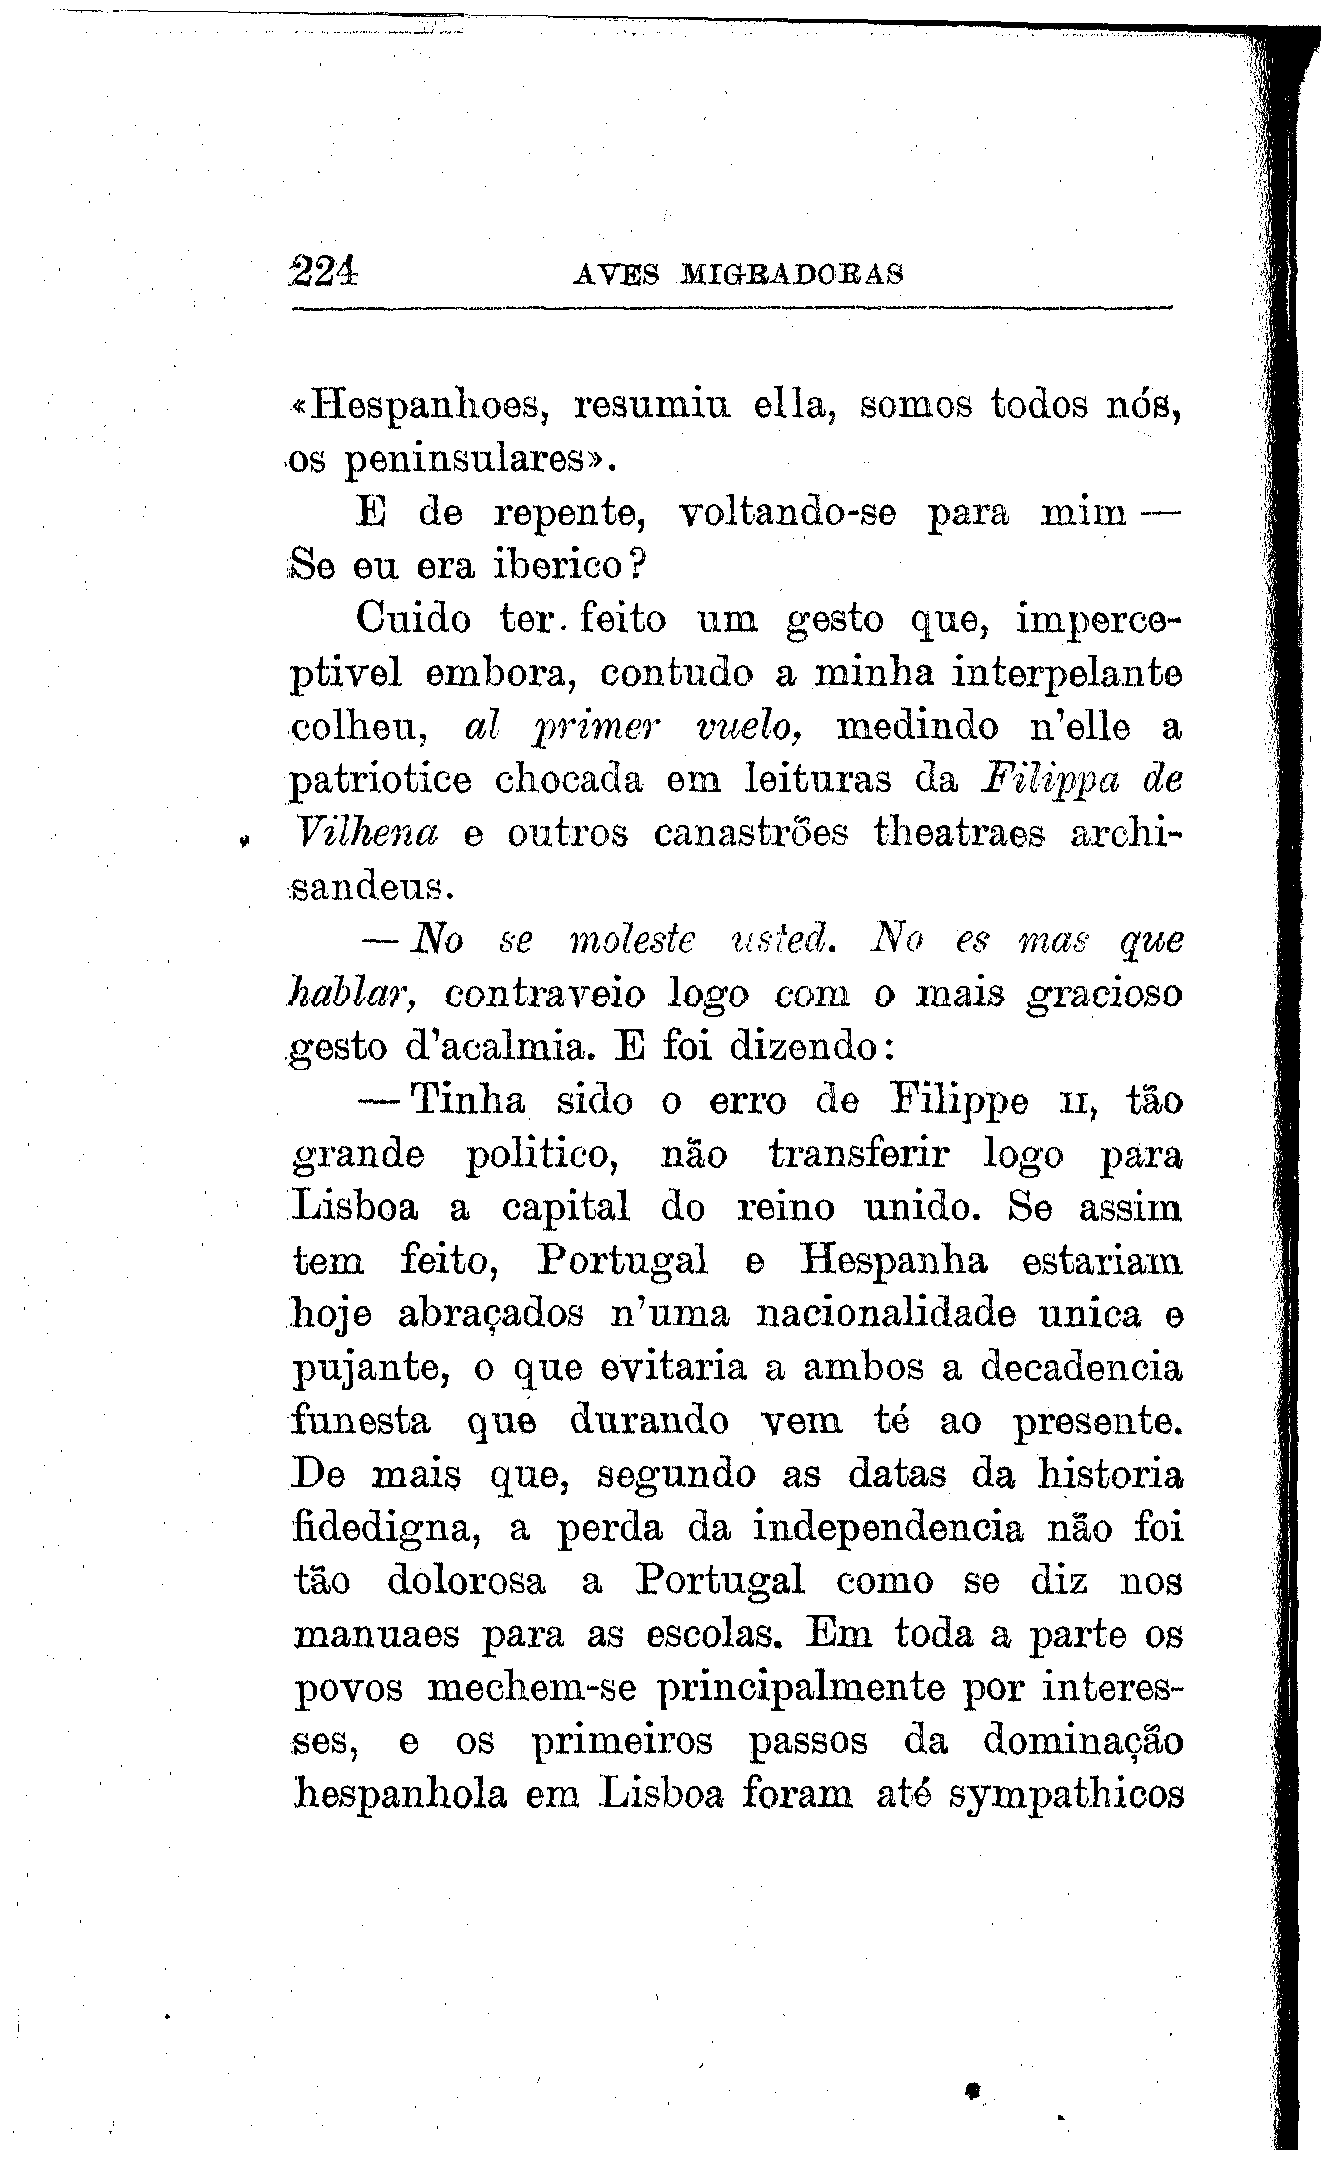 224 AVES MIGRADORAS
«Hespanhoes, resumiu ella, somos todos nós,
os peninsulares».
E de repente, voltando-se para mim —
Se eu era iberico?
Cuido ter feito um gesto que, imperce-
ptivel embora, contudo a minha interpelante
colheu, al primer vuelo, medindo n'elle a
patriotice chocada em leituras da Filippa de
Vilhena e outros canastrões theatraes archi-
sandeus.
— No se moleste usted. No es mas que
hablar, contraveio logo com o mais gracioso
gesto d'acalmia. E foi dizendo:
— Tinha sido o erro de Filippe II, tão
grande politico, não transferir logo para
Lisboa a capital do reino unido. Se assim
tem feito, Portugal e Hespanha estariam
hoje abraçados n'uma nacionalidade unica e
pujante, o que evitaria a ambos a decadencia
funesta que durando vem té ao presente.
De mais que, segundo as datas da historia
fidedigna, a perda da independencia não foi
tão dolorosa a Portugal como se diz nos
manuaes para as escolas. Em toda a parte os
povos mechem-se principalmente por interes-
ses, e os primeiros passos da dominação
hespanhola em Lisboa foram até sympathicos